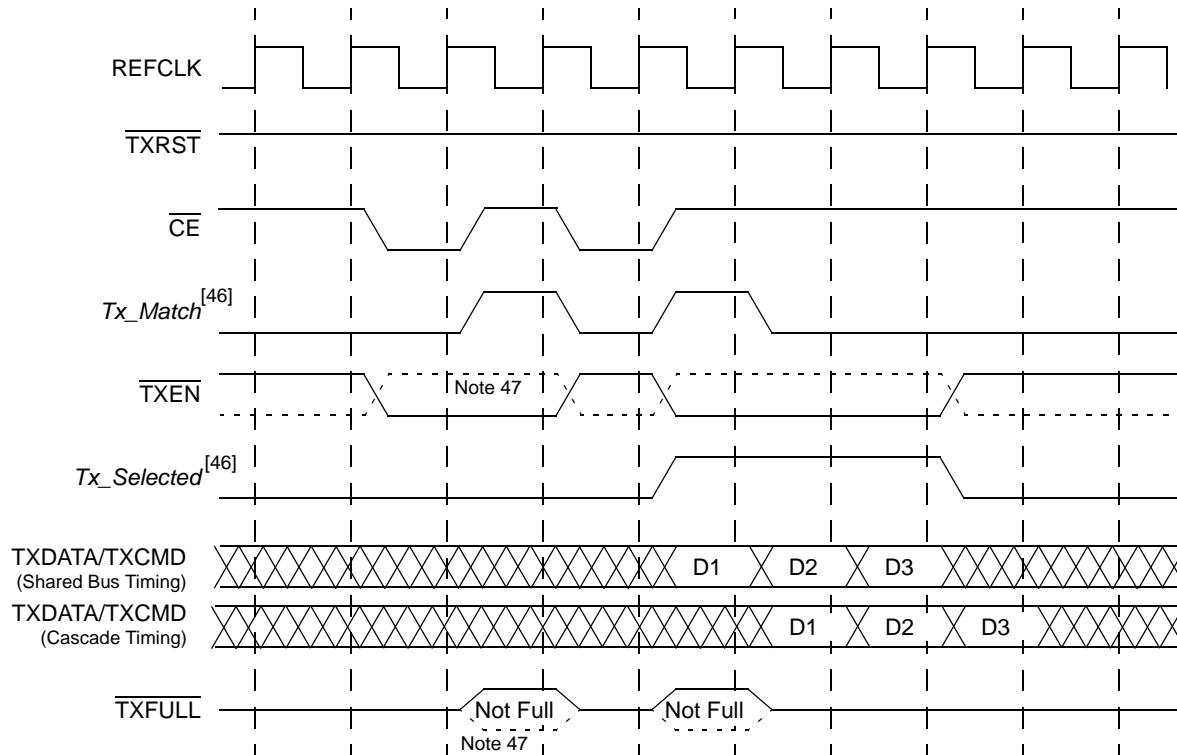 REFCLK
TXRST
CE
Tx_Match[46]
TXEN
Note 47
Tx_Selected[46]
TXDATA/TXCMD
(Shared Bus Timing)
D1 D2 D3
TXDATA/TXCMD
(Cascade Timing)
D1 D2 D3
TXFULL
Not Full Not Full
Note 47